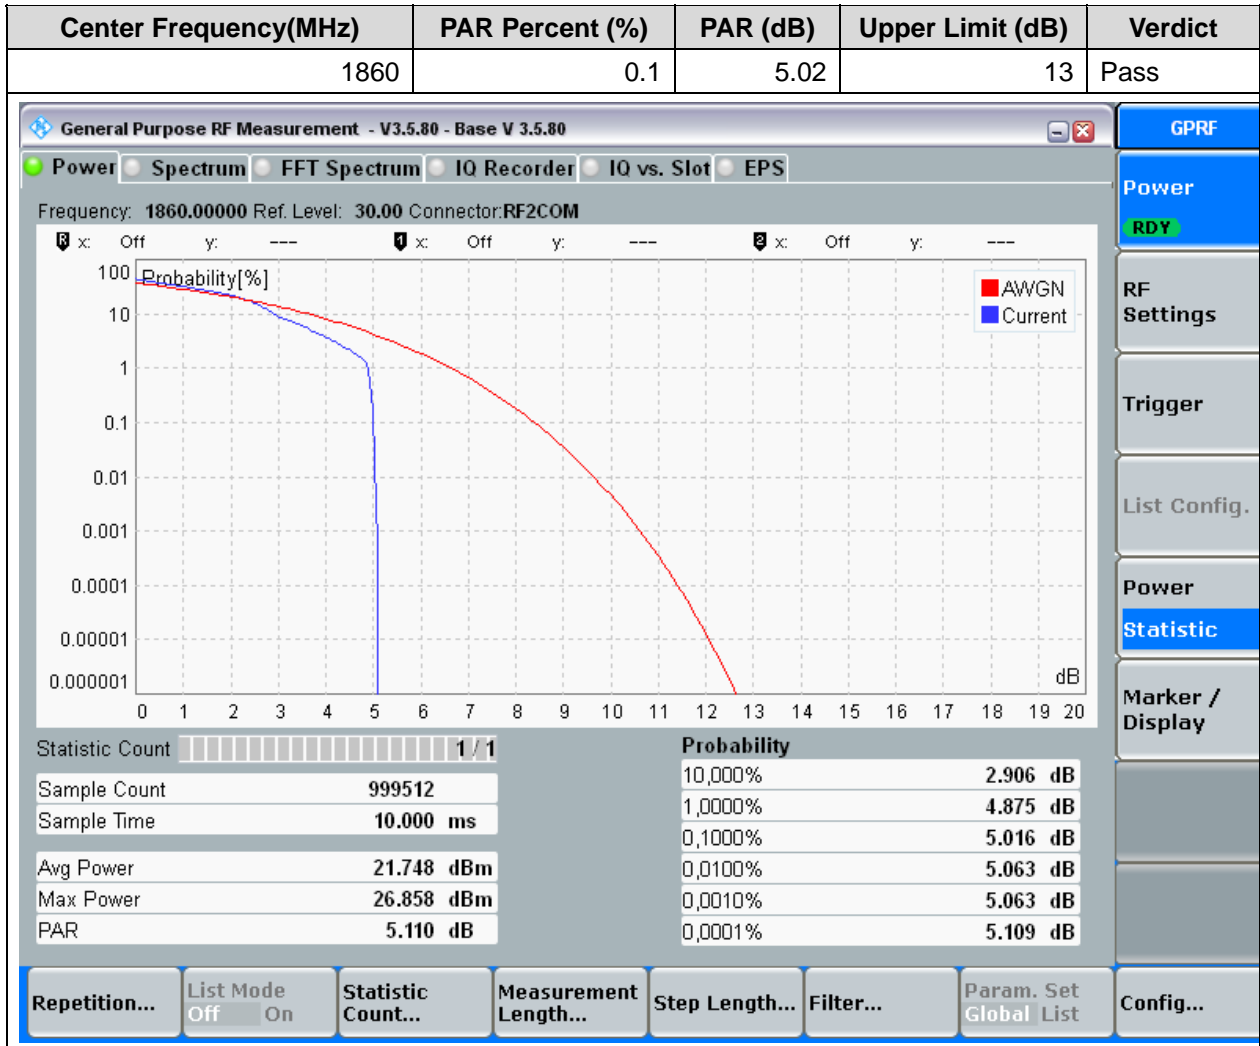 Center Frequency(MHz) PAR Percent (%) PAR (dB) Upper Limit (dB) Verdict
1860 0.1 5.02 13 Pass
General Purpose RF Measurement - V3.5.80 - Base V 3.5.80
GPRF
Power Spectrum FFT Spectrum IQ Recorder IQ vs. Slot EPS
Power
RDY
Frequency: 1860.00000 Ref. Level: 30.00 Connector:RF2COM
R x: Off y: --- 1 x: Off y: --- 2 x: Off y: ---
100 Probability[%]
AWGN
Current
10
1
0.1
0.01
0.001
0.0001
0.00001
0.000001
dB
0 1 2 3 4 5 6 7 8 9 10 11 12 13 14 15 16 17 18 19 20
RF
Settings
Trigger
List Config.
Power
Statistic
Marker /
Display
Statistic Count 1 / 1
Sample Count 999512
Sample Time 10.000 ms
Avg Power 21.748 dBm
Max Power 26.858 dBm
PAR 5.110 dB
Probability
10,000% 2.906 dB
1,0000% 4.875 dB
0,1000% 5.016 dB
0,0100% 5.063 dB
0,0010% 5.063 dB
0,0001% 5.109 dB
Repetition...
List Mode
Off On
Statistic
Count...
Measurement
Length...
Step Length...
Filter...
Param. Set
Global List
Config...